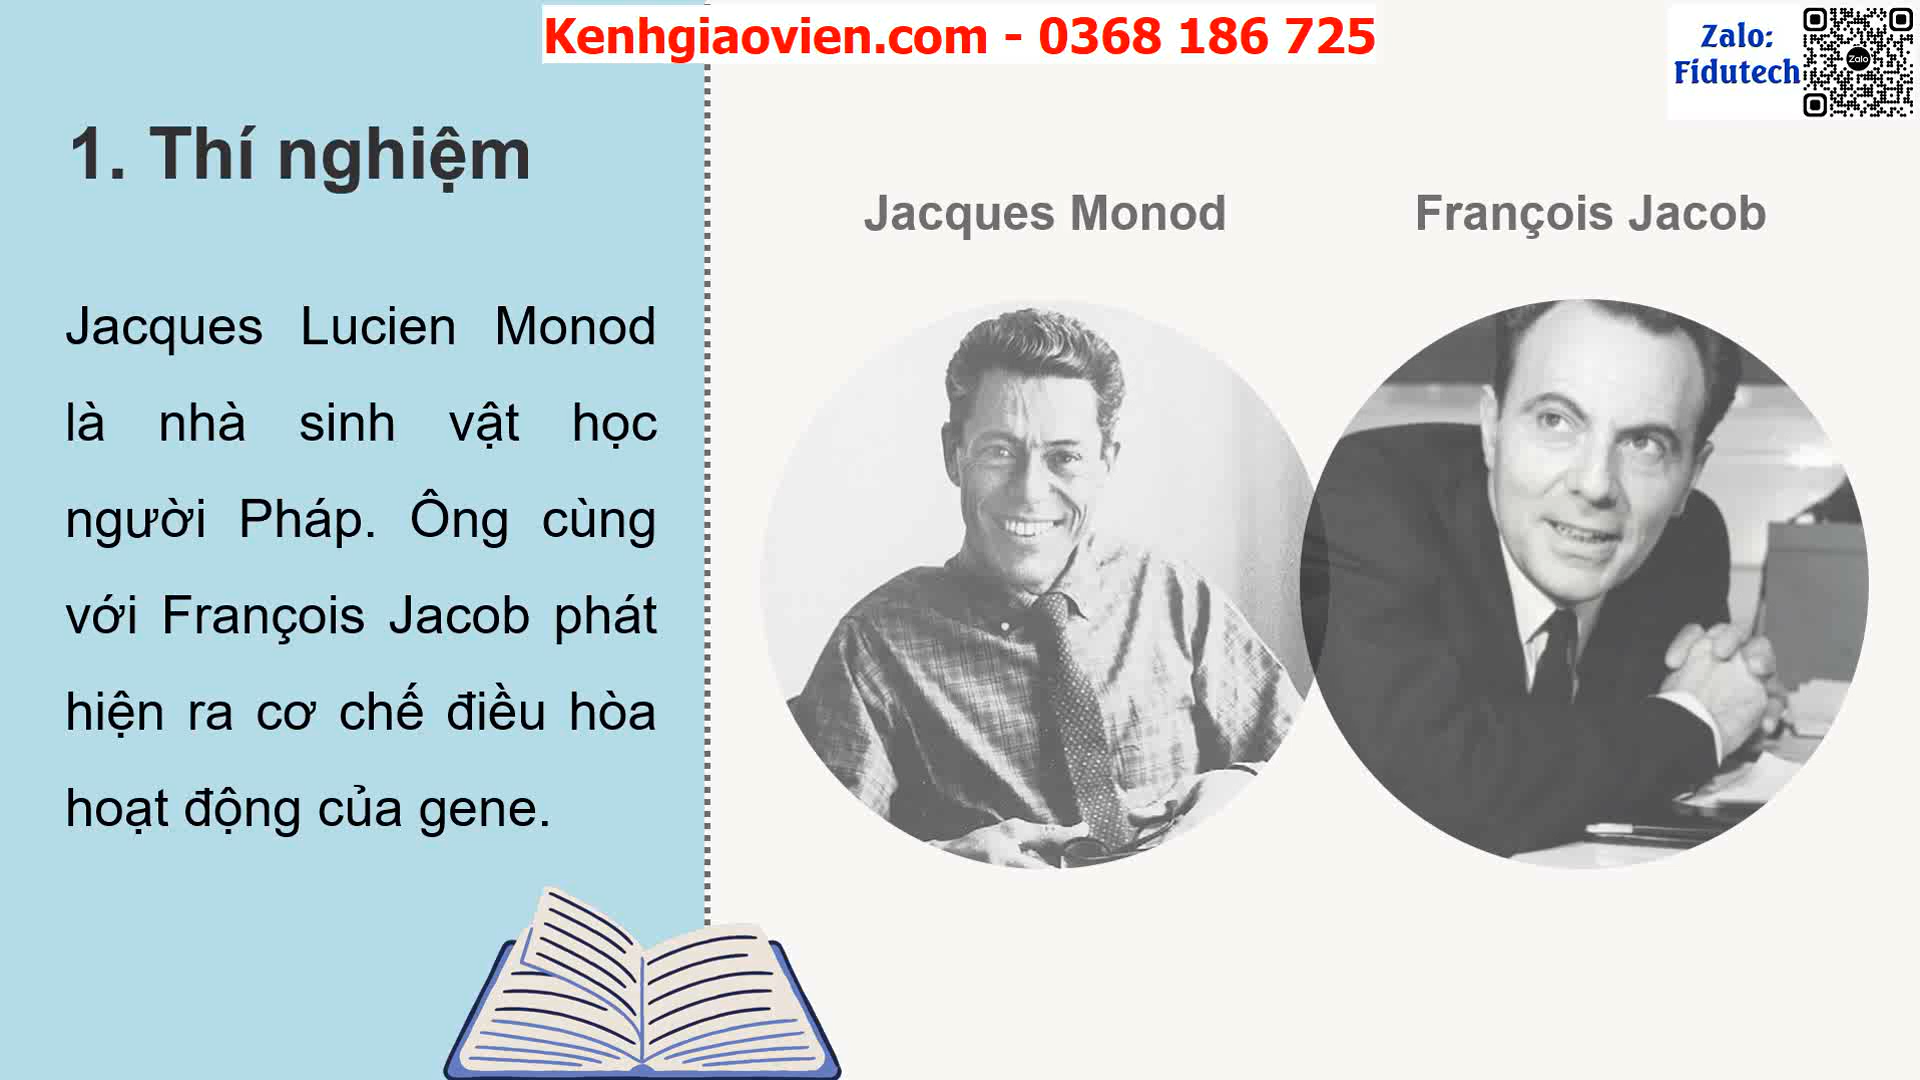 Kenhgiaovien.com - 0368 186 725
Zalo:
Fidutech
Zalo
1. Thí nghiệm
Jacques Lucien Monod
là nhà sinh vật học
người Pháp. Ông cùng
với François Jacob phát
hiện ra cơ chế điều hòa
hoạt động của gene.
Jacques Monod
François Jacob